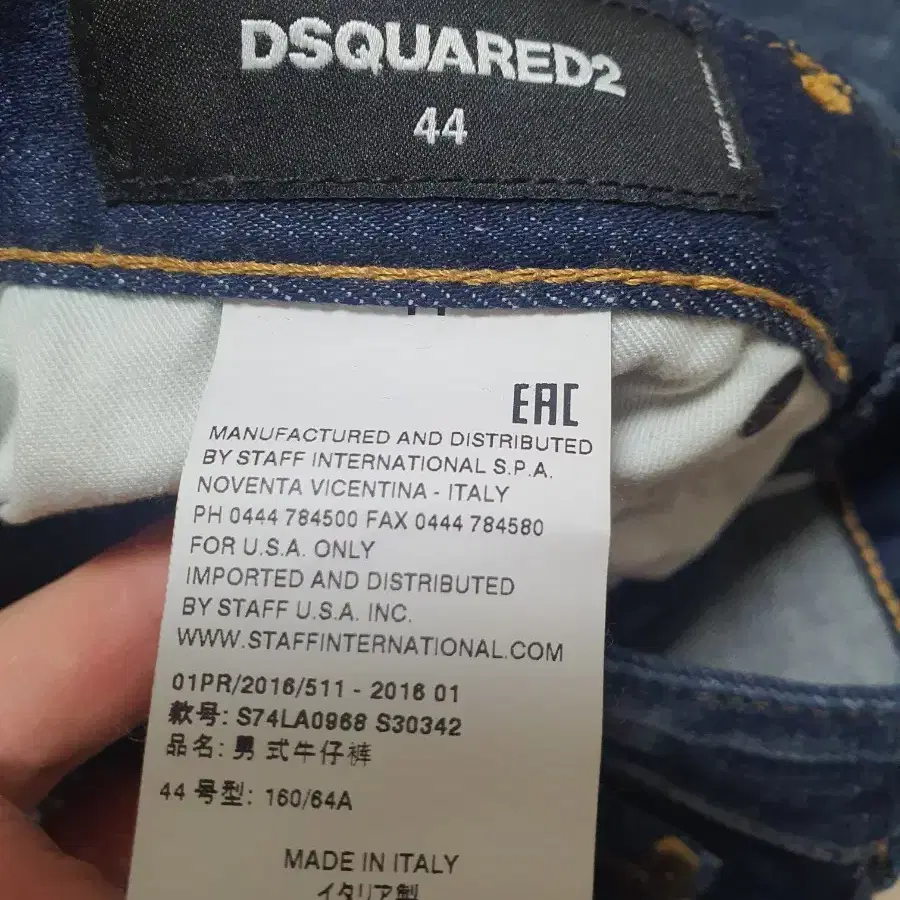 DSQUARED2
44
EAC
MANUFACTURED AND DISTRIBUTED
BY STAFF INTERNATIONAL S.P.A.
NOVENTA VICENTINA - ITALY
PH 0444 784500 FAX 0444 784580
FOR U.S.A. ONLY
IMPORTED AND DISTRIBUTED
BY STAFF U.S.A. INC.
WWW.STAFFINTERNATIONAL.COM
01PR/2016/511 - 2016 01
款号: S74LA0968 S30342
品名: 男式牛仔裤
44 号型: 160/64A
MADE IN ITALY
イタリア製